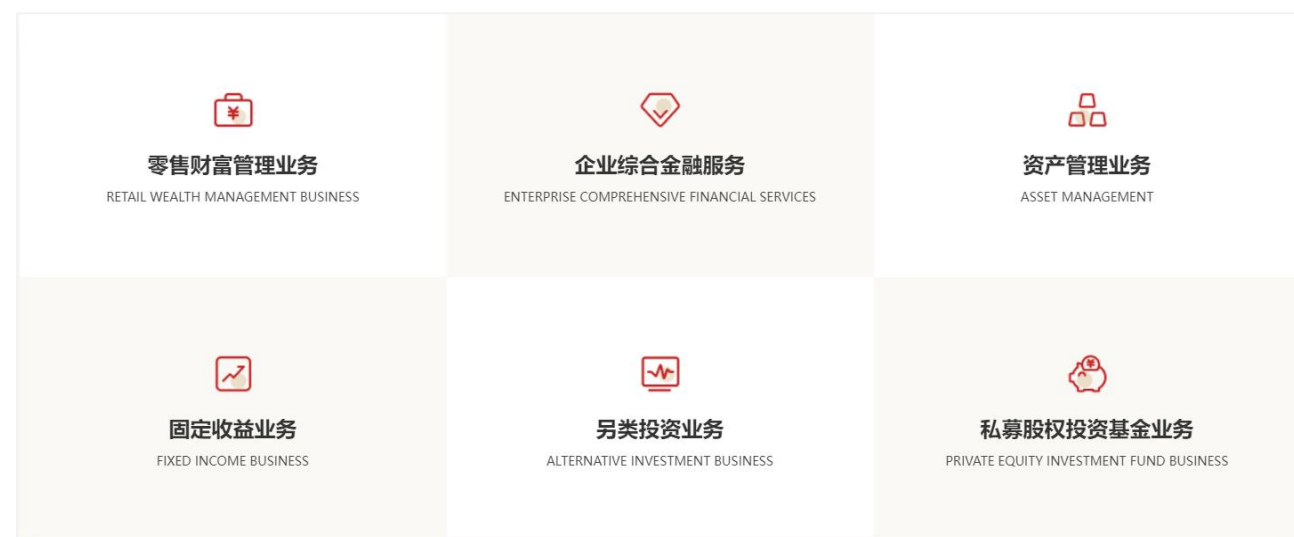 零售财富管理业务
RETAIL WEALTH MANAGEMENT BUSINESS
企业综合金融服务
ENTERPRISE COMPREHENSIVE FINANCIAL SERVICES
资产管理业务
ASSET MANAGEMENT
固定收益业务
FIXED INCOME BUSINESS
另类投资业务
ALTERNATIVE INVESTMENT BUSINESS
私募股权投资基金业务
PRIVATE EQUITY INVESTMENT FUND BUSINESS